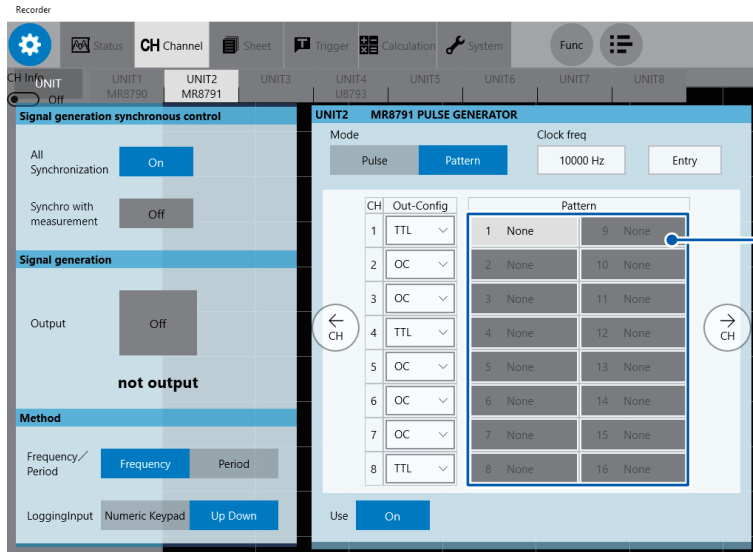 Recorder
Status CH Channel Sheet Trigger Calculation System Func
CH Info UNIT UNIT1 UNIT2 UNIT3 UNIT4 UNIT5 UNIT6 UNIT7 UNIT8
Off MR8790 MR8791 U8793
Signal generation synchronous control
All
Synchronization
On
Synchro with
measurement
Off
Signal generation
Output
Off
not output
Method
Frequency/
Period
Frequency Period
LoggingInput Numeric Keypad Up Down
UNIT2 MR8791 PULSE GENERATOR
Mode Clock freq
Pulse Pattern 10000 Hz Entry
CH Out-Config Pattern
1 TTL 1 None 9 None
2 OC 2 None 10 None
3 OC 3 None 11 None
4 TTL 4 None 12 None
5 OC 5 None 13 None
6 OC 6 None 14 None
7 OC 7 None 15 None
8 TTL 8 None 16 None
← CH
→ CH
Use On